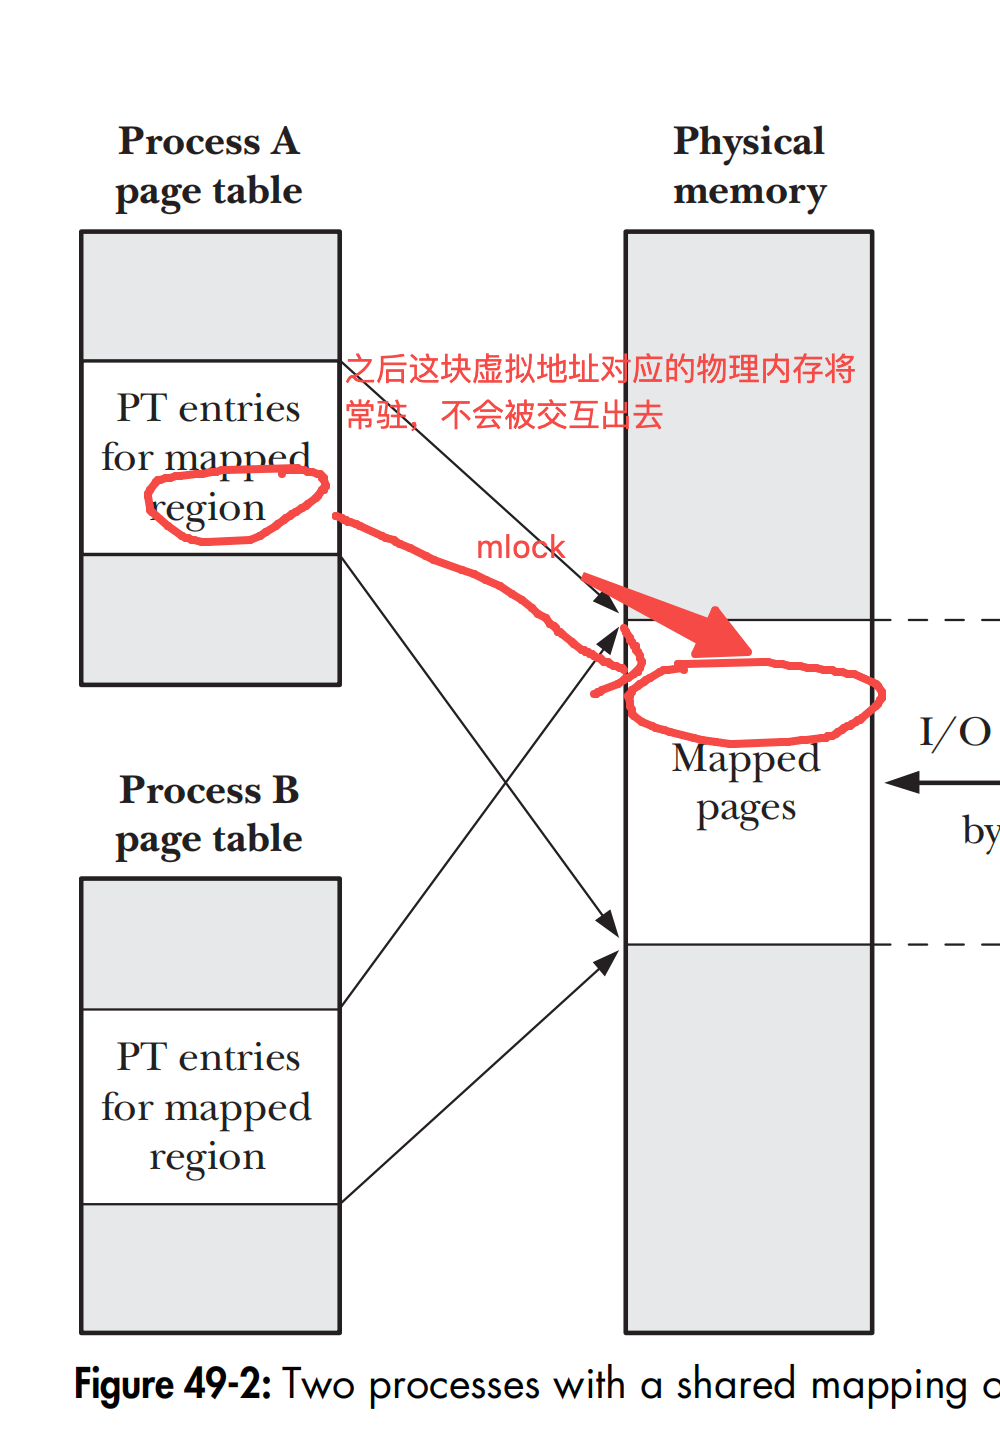 Process A
page table
Physical
memory
之后这块虚拟地址对应的物理内存将
常驻， 不会被交互出去
PT entries
for mapped
region
mlock
Mapped
pages
I/O
by
Process B
page table
PT entries
for mapped
region
Figure 49-2: Two processes with a shared mapping o